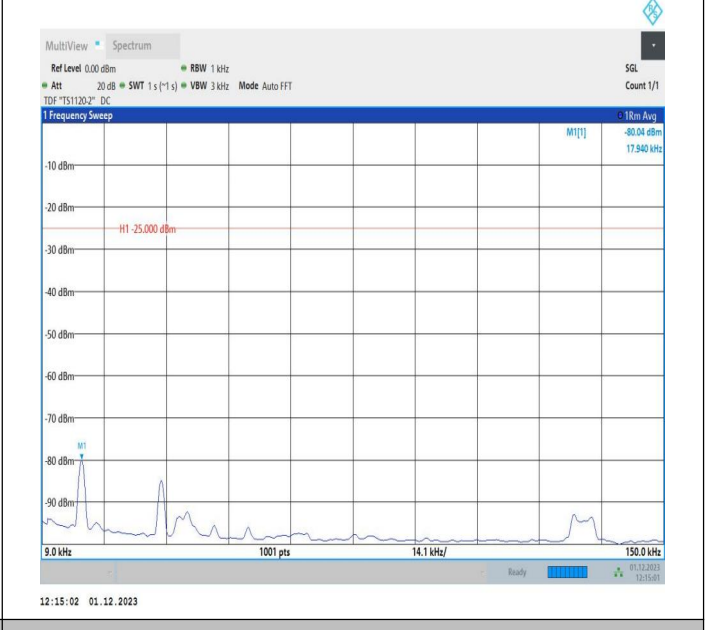 MultiView Spectrum
Ref Level 0.00 dBm RBW 1 kHz SGL
Att 20 dB SWT 1 s (~1 s) VBW 3 kHz Mode Auto FFT Count 1/1
TDF "TS1120-2" DC
1 Frequency Sweep 1Rm Avg
M1[1] -80.04 dBm
17.940 kHz
-10 dBm
-20 dBm
H1 -25.000 dBm
-30 dBm
-40 dBm
-50 dBm
-60 dBm
-70 dBm
M1
-80 dBm
-90 dBm
9.0 kHz 1001 pts 14.1 kHz/ 150.0 kHz
Ready 01.12.2023
12:15:01
12:15:02 01.12.2023